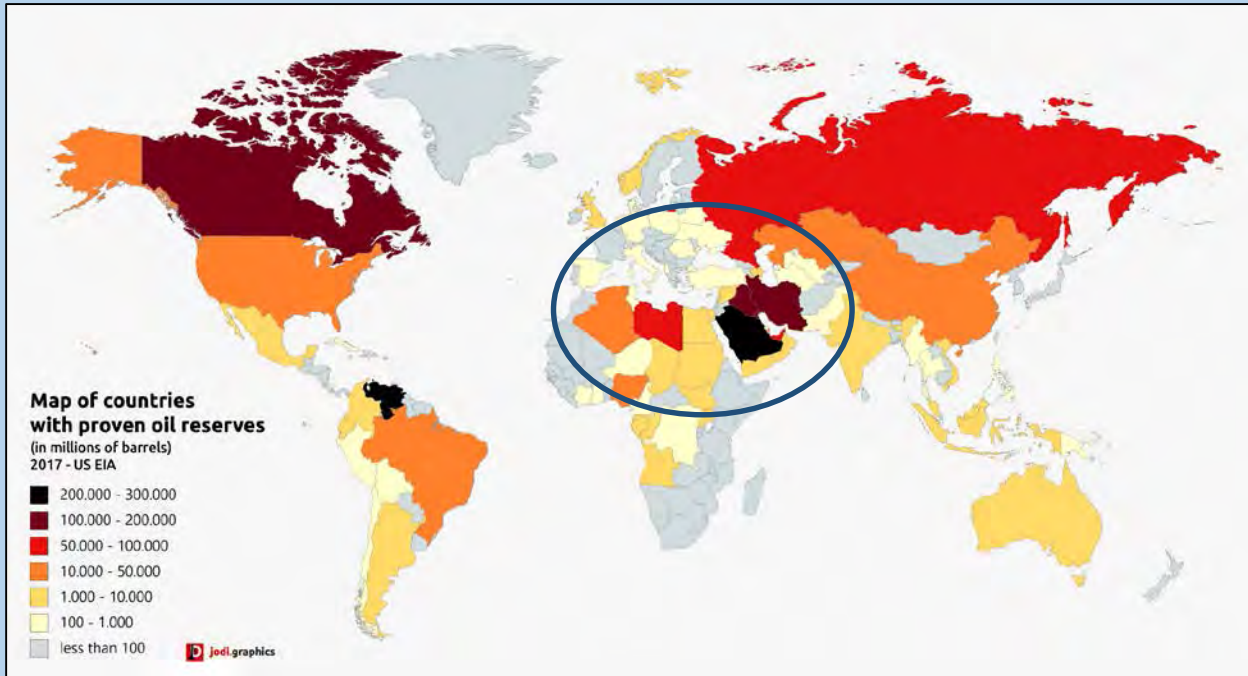 Map of countries
with proven oil reserves
(in millions of barrels)
2017 - US EIA
200.000 - 300.000
100.000 - 200.000
50.000 - 100.000
10.000 - 50.000
1.000 - 10.000
100 - 1.000
less than 100
jodi.graphics